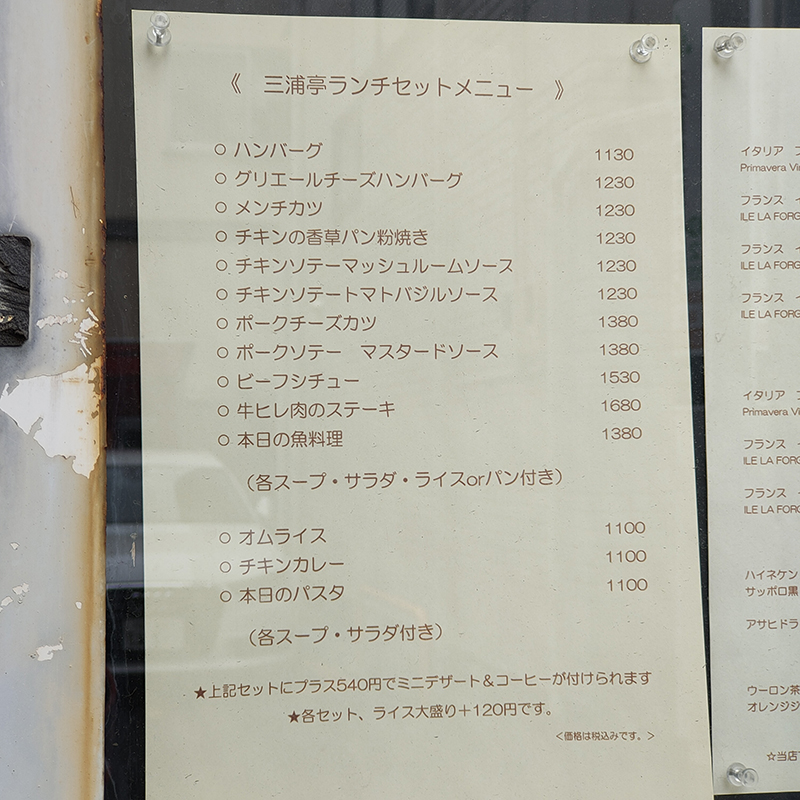 《 三浦亭ランチセットメニュー 》
○ ハンバーグ 1130
○ グリエールチーズハンバーグ 1230
○ メンチカツ 1230
○ チキンの香草パン粉焼き 1230
○ チキンソテーマッシュルームソース 1230
○ チキンソテートマトバジルソース 1230
○ ポークチーズカツ 1380
○ ポークソテー マスタードソース 1380
○ ビーフシチュー 1530
○ 牛ヒレ肉のステーキ 1680
○ 本日の魚料理 1380
（各スープ・サラダ・ライスorパン付き）
○ オムライス 1100
○ チキンカレー 1100
○ 本日のパスタ 1100
（各スープ・サラダ付き）
★上記セットにプラス540円でミニデザート＆コーヒーが付けられます
★各セット、ライス大盛り＋120円です。
＜価格は税込みです。＞
イタリア
Primavera
フランス
ILE LA
フランス
ILE LA
フランス
ILE LA
イタリア
Primavera
フランス
ILE LA
フランス
ILE LA
ハイネケン
サッポロ黒
アサヒドラ
ウーロン茶
オレンジジ
☆当店